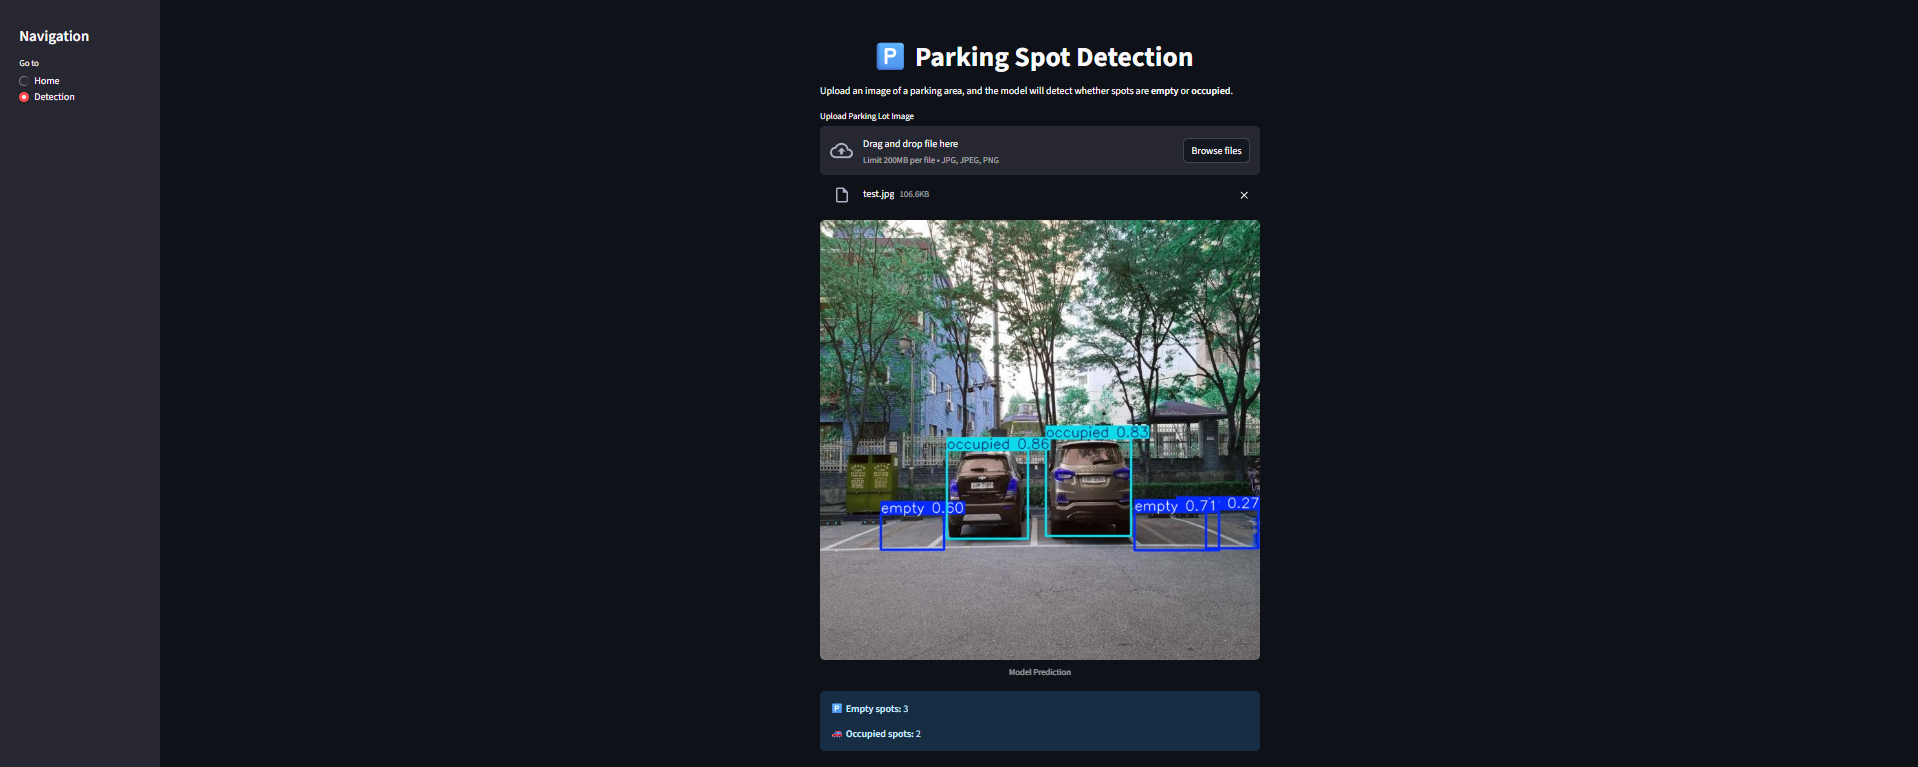 Navigation
Go to
Home
Detection
P Parking Spot Detection
Upload an image of a parking area, and the model will detect whether spots are empty or occupied.
Upload Parking Lot Image
Drag and drop file here
Limit 200MB per file • JPG, JPEG, PNG
Browse files
test.jpg 106.6KB
occupied 0.86
occupied 0.83
empty 0.60
empty 0.71
0.27
Model Prediction
P Empty spots: 3
Occupied spots: 2